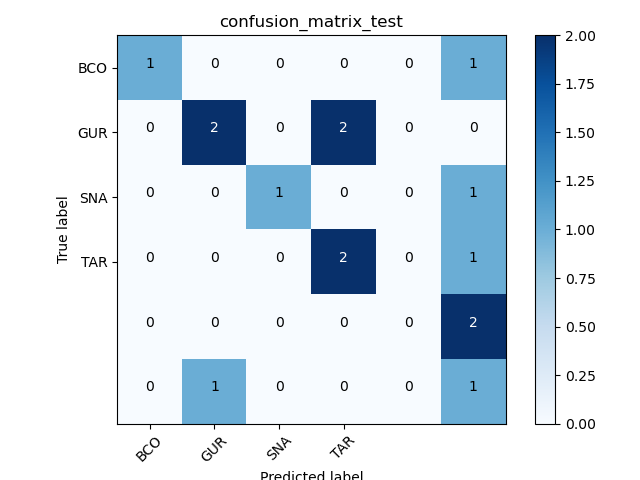 confusion_matrix_test
BCO 1 0 0 0 0 1
GUR 0 2 0 2 0 0
SNA 0 0 1 0 0 1
TAR 0 0 0 2 0 1
0 0 0 0 0 2
0 1 0 0 0 1
True label
BCO GUR SNA TAR
Predicted label
2.00
1.75
1.50
1.25
1.00
0.75
0.50
0.25
0.00